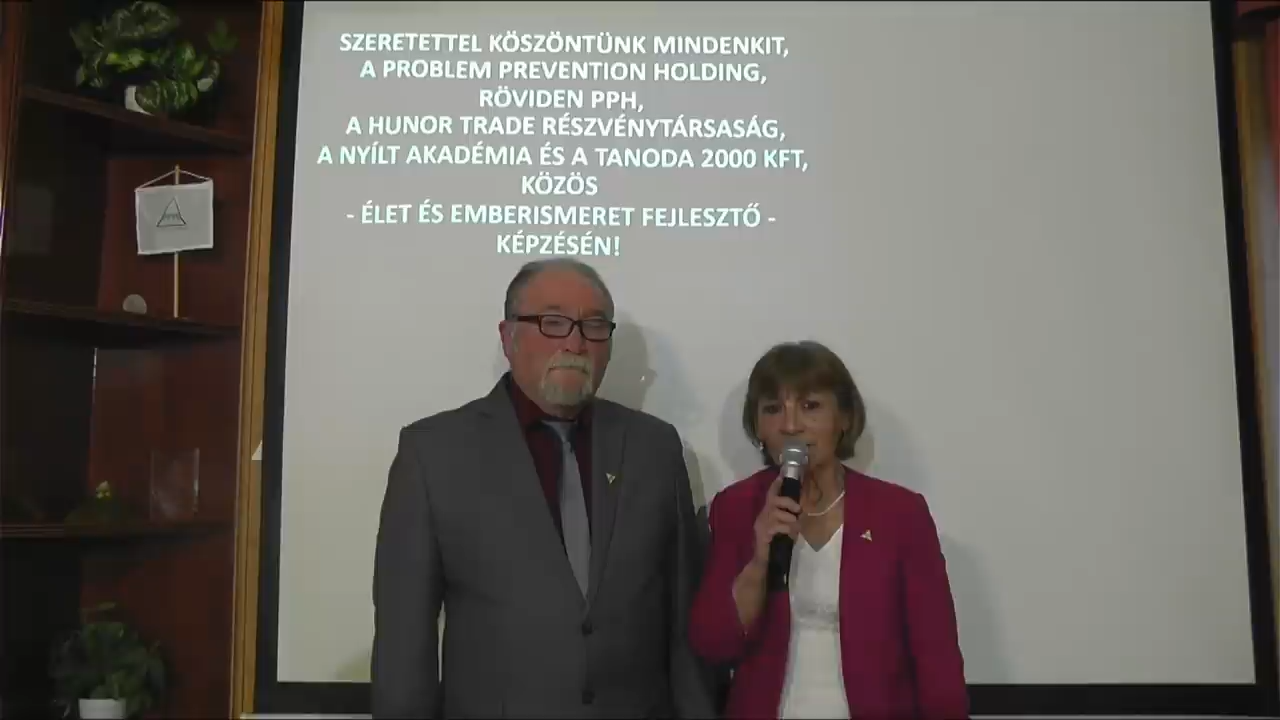 SZERETETTEL KÖSZÖNTÜNK MINDENKIT,
A PROBLEM PREVENTION HOLDING,
RÖVIDEN PPH,
A HUNOR TRADE RÉSZVÉNYTÁRSASÁG,
A NYÍLT AKADÉMIA ÉS A TANODA 2000 KFT,
KÖZÖS
- ÉLET ÉS EMBERISMERET FEJLESZTŐ -
KÉPZÉSÉN!